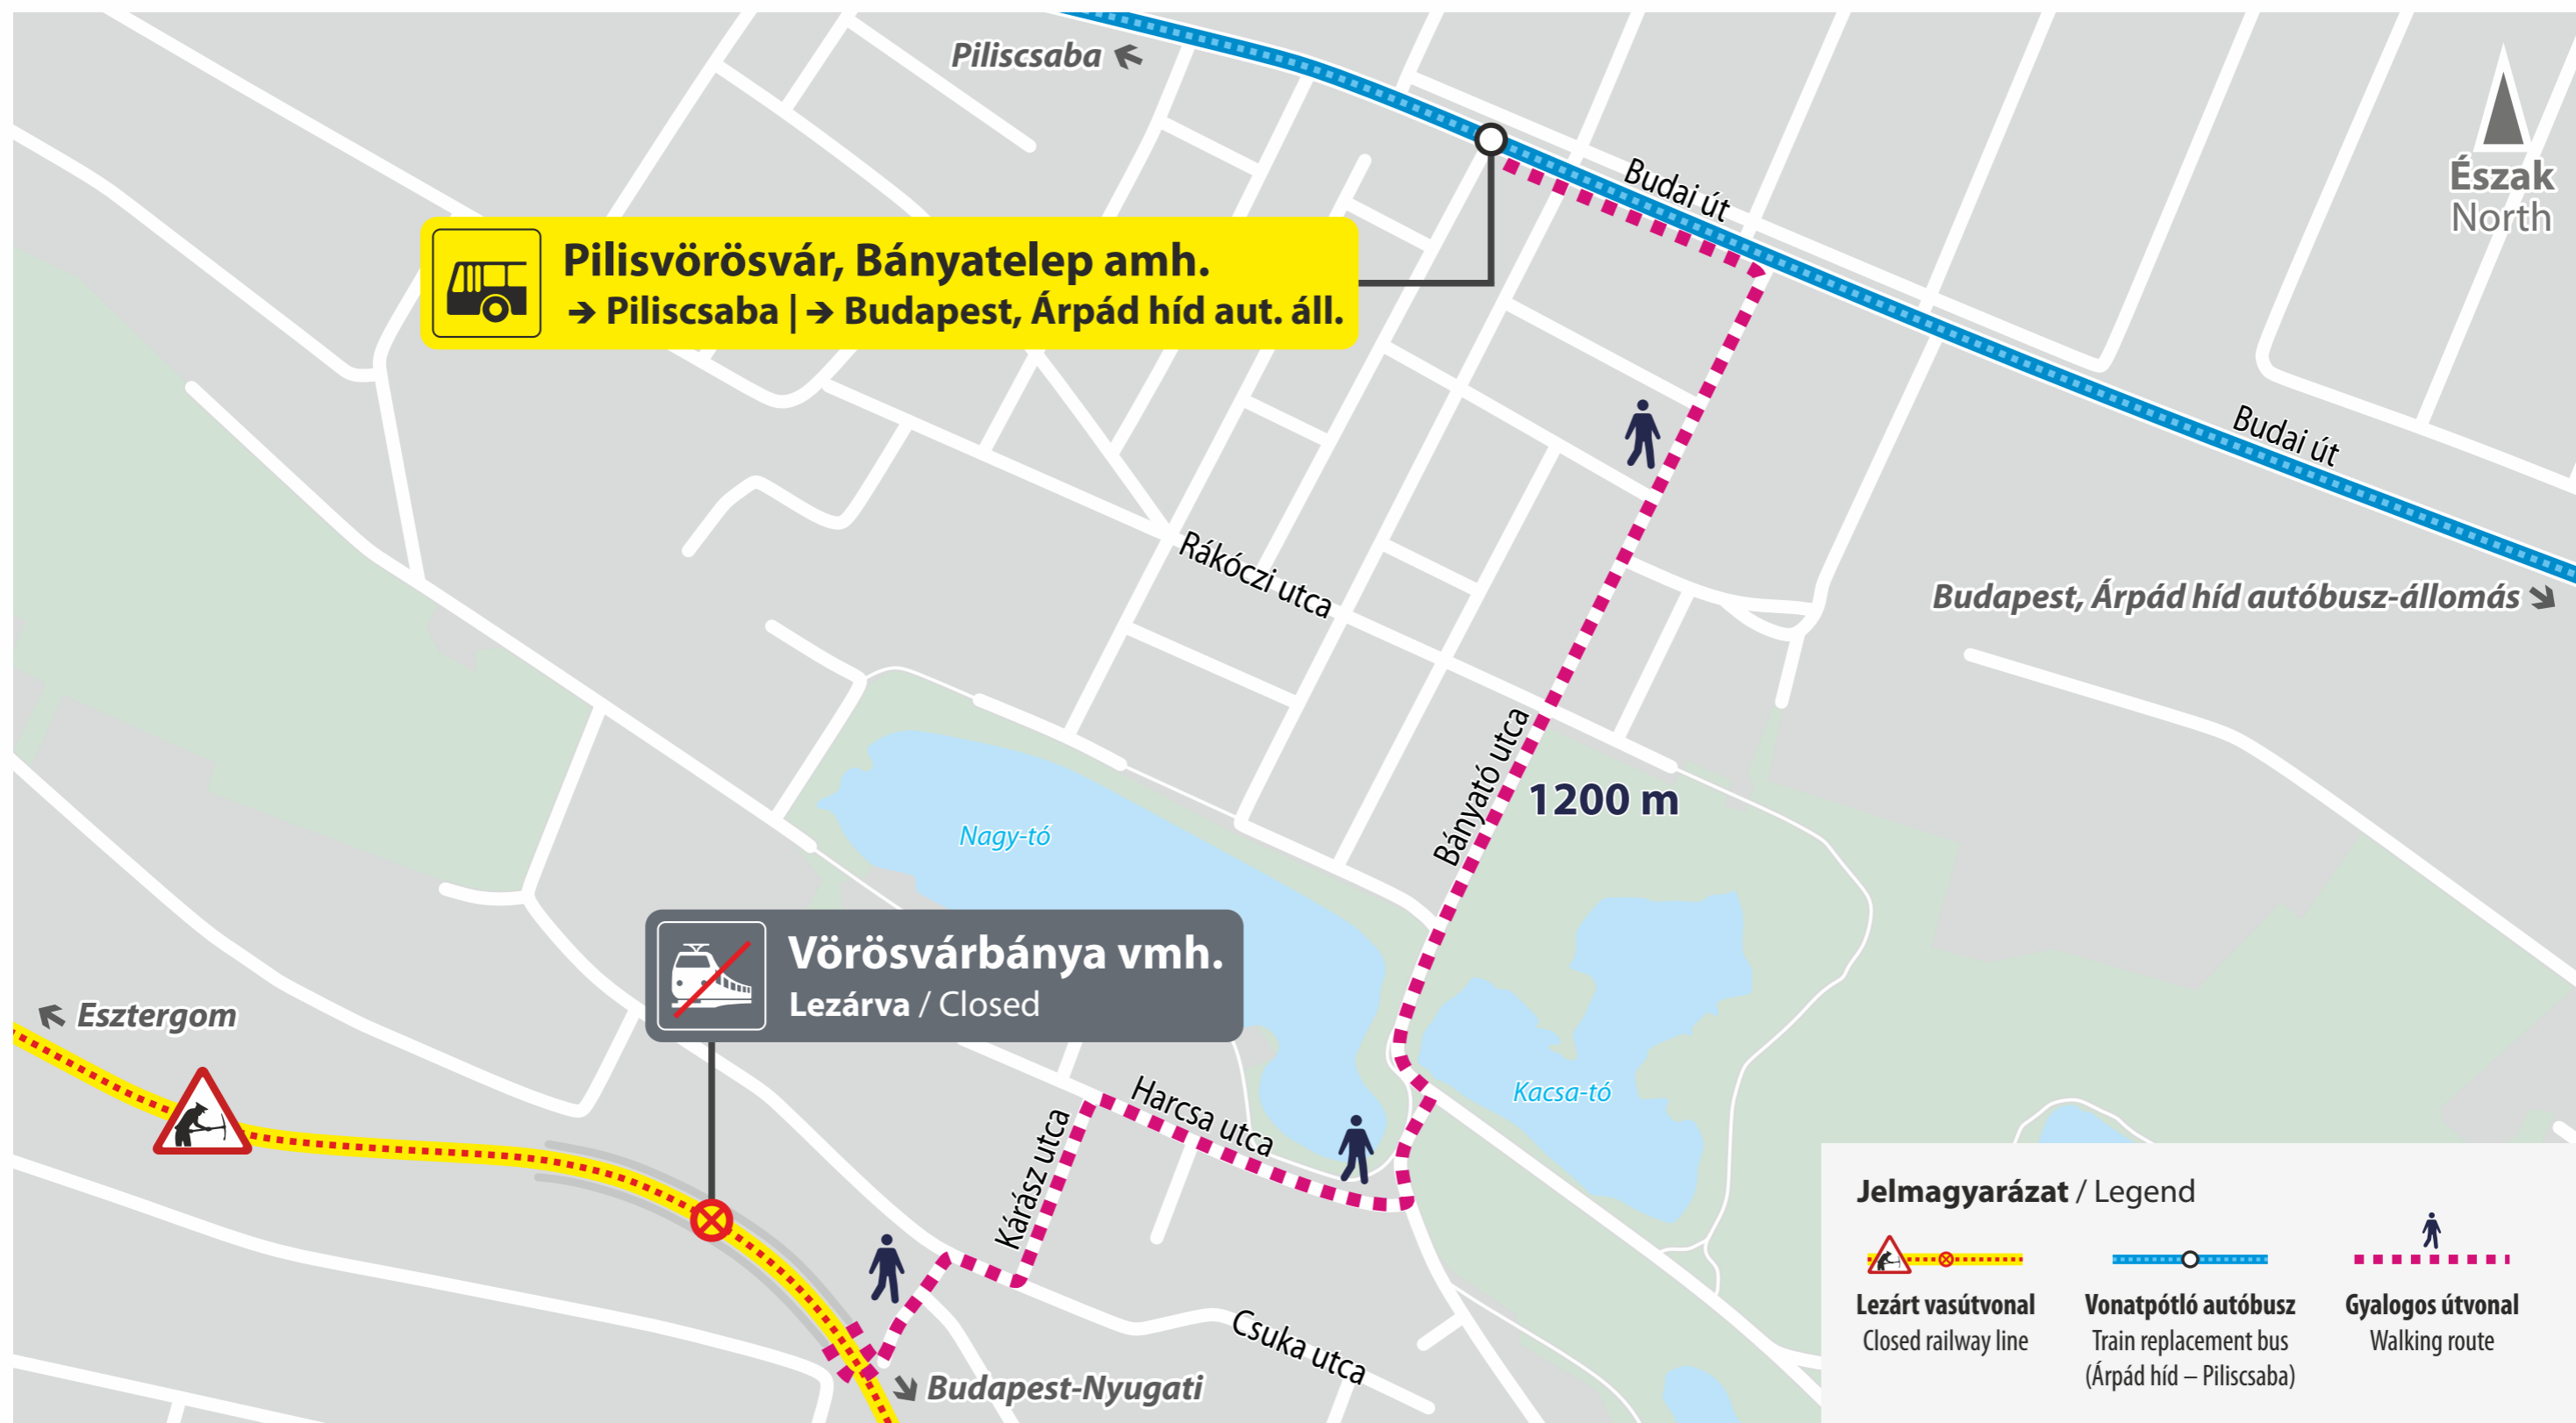 Piliscsaba
Észak
North
Budai út
Pilisvörösvár, Bányatelep amh.
➔ Piliscsaba | ➔ Budapest, Árpád híd aut. áll.
Budai út
Rákóczi utca
Budapest, Árpád híd autóbusz-állomás
Bányató utca
1200 m
Nagy-tó
Vörösvárbánya vmh.
Lezárva / Closed
Esztergom
Kacsa-tó
Harcsa utca
Kárász utca
Csuka utca
Budapest-Nyugati
Jelmagyarázat / Legend
Lezárt vasútvonal
Closed railway line
Vonatpótló autóbusz
Train replacement bus
(Árpád híd – Piliscsaba)
Gyalogos útvonal
Walking route